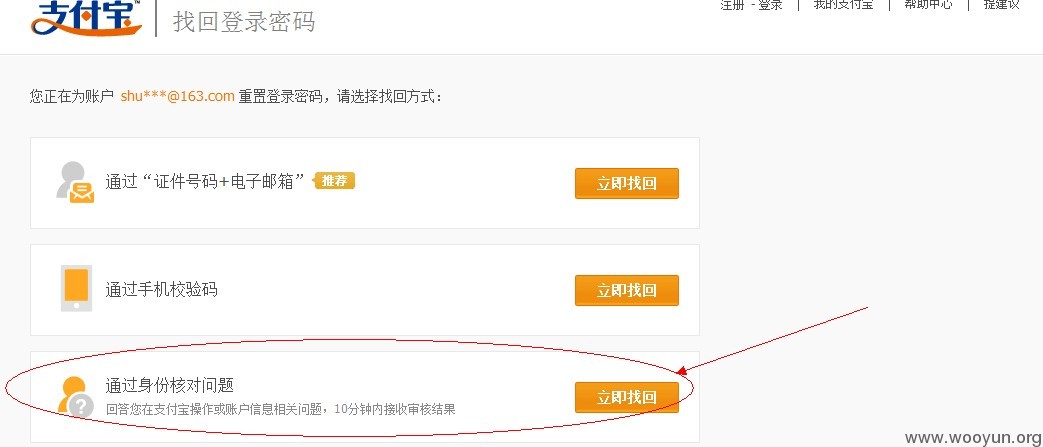 支付宝 找回登录密码 注册 - 登录 | 我的支付宝 | 帮助中心 | 提建议
您正在为账户 shu***@163.com 重置登录密码，请选择找回方式：
通过“证件号码+电子邮箱” 推荐 立即找回
通过手机校验码 立即找回
通过身份核对问题
回答您在支付宝操作或账户信息相关问题，10分钟内接收审核结果 立即找回
www.wooyun.org